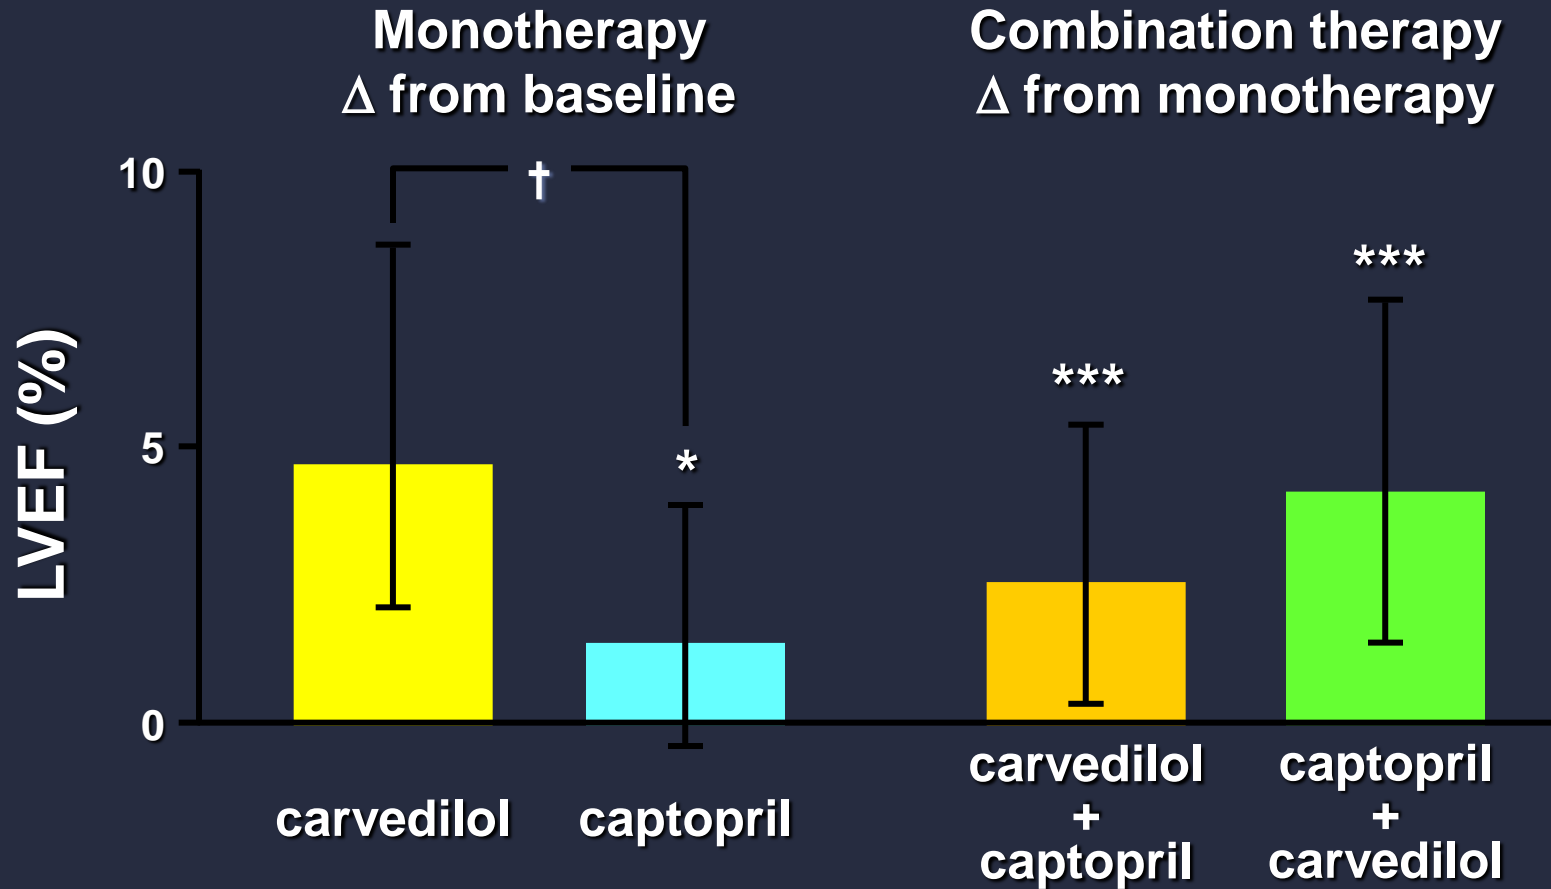 Monotherapy
Δ from baseline
Combination therapy
Δ from monotherapy
10
†
***
***
LVEF (%)
5
*
0
carvedilol
captopril
carvedilol
+
captopril
captopril
+
carvedilol